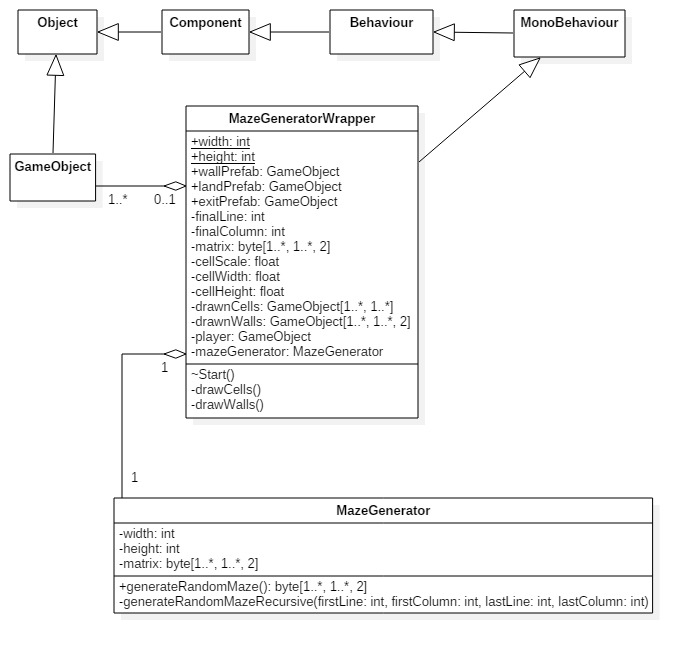 Object
Component
Behaviour
MonoBehaviour
MazeGeneratorWrapper
+width: int
+height: int
+wallPrefab: GameObject
+landPrefab: GameObject
+exitPrefab: GameObject
-finalLine: int
-finalColumn: int
-matrix: byte[1..*, 1..*, 2]
-cellScale: float
-cellWidth: float
-cellHeight: float
-drawnCells: GameObject[1..*, 1..*]
-drawnWalls: GameObject[1..*, 1..*, 2]
-player: GameObject
-mazeGenerator: MazeGenerator
~Start()
-drawCells()
-drawWalls()
GameObject
1..*
0..1
1
1
MazeGenerator
-width: int
-height: int
-matrix: byte[1..*, 1..*, 2]
+generateRandomMaze(): byte[1..*, 1..*, 2]
-generateRandomMazeRecursive(firstLine: int, firstColumn: int, lastLine: int, lastColumn: int)